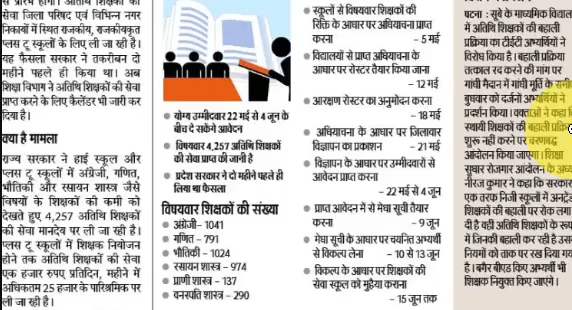 से प्रारंभ होगी। अतिथि शिक्षकों की
सेवा जिला परिषद एवं विभिन्न नगर
निकायों में स्थित राजकीय, राजकीयकृत
प्लस टू स्कूलों के लिए ली जा रही है।
यह फैसला सरकार ने तकरीबन दो
महीने पहले ही किया था। अब
शिक्षा विभाग ने अतिथि शिक्षकों की सेवा
प्राप्त करने के लिए कैलेंडर भी जारी कर
दिया है।
क्या है मामला
राज्य सरकार ने हाई स्कूल और
प्लस टू स्कूलों में अंग्रेजी, गणित,
भौतिकी और रसायन शास्त्र जैसे
विषयों के शिक्षकों की कमी को
देखते हुए 4,257 अतिथि शिक्षकों
की सेवा मानदेय पर ली जा रही है।
प्लस टू स्कूलों में शिक्षक नियोजन
होने तक अतिथि शिक्षकों की सेवा
एक हजार रुपए प्रतिदिन, महीने में
अधिकतम 25 हजार के पारिश्रमिक पर
ली जा रही है।
योग्य उम्मीदवार 22 मई से 4 जून के
बीच दे सकेंगे आवेदन
विषयवार 4,257 अतिथि शिक्षकों
की सेवा प्राप्त की जानी है
प्रदेश सरकार ने दो महीने पहले ही
लिया था फैसला
विषयवार शिक्षकों की संख्या
अंग्रेजी– 1041
गणित – 791
भौतिकी – 1024
रसायन शास्त्र – 974
प्राणी शास्त्र – 137
वनस्पति शास्त्र – 290
स्कूलों से विषयवार शिक्षकों की
रिक्ति के आधार पर अधियाचना प्राप्त
करना – 5 मई
विद्यालयों से प्राप्त अधियाचना के
आधार पर रोस्टर तैयार किया जाना
– 12 मई
आरक्षण रोस्टर का अनुमोदन करना
– 18 मई
अधियाचना के आधार पर जिलावार
विज्ञापन का प्रकाशन – 21 मई
विज्ञापन के आधार पर उम्मीदवारों से
आवेदन प्राप्त करना
– 22 मई से 4 जून
प्राप्त आवेदन में से मेधा सूची तैयार
करना – 9 जून
मेधा सूची के आधार पर चयनित अभ्यर्थी
से विकल्प लेना – 10 से 13 जून
विकल्प के आधार पर शिक्षकों की
सेवा स्कूल को मुहैया कराना
– 15 जून तक
पटना : सूबे के माध्यमिक विद्याल
में अतिथि शिक्षकों की बहाली
प्रक्रिया का टीईटी अभ्यर्थियों ने
विरोध किया है। बहाली प्रक्रिया
तत्काल रद करने की मांग पर
गांधी मैदान में गांधी मूर्ति के समीप
बुधवार को दर्जनों अभ्यर्थियों ने
प्रदर्शन किया। वक्ताओं ने कहा
स्थायी शिक्षकों की बहाली प्रक्रिया
शुरू नहीं करने पर चरणबद्ध
आंदोलन किया जाएगा। शिक्षा
सुधार रोजगार आंदोलन के
नीरज कुमार ने कहा कि सरकार
एक तरफ निजी स्कूलों में अनट्रेंड
शिक्षकों की बहाली पर रोक लगा
दी है वहीं अतिथि शिक्षकों के रूप
में जिनकी बहाली कर रही है उस
नियमों को ताक पर रख दिया गया
है। बगैर बीएड किए अभ्यर्थी भी
शिक्षक नियुक्त किए जाएंगे।